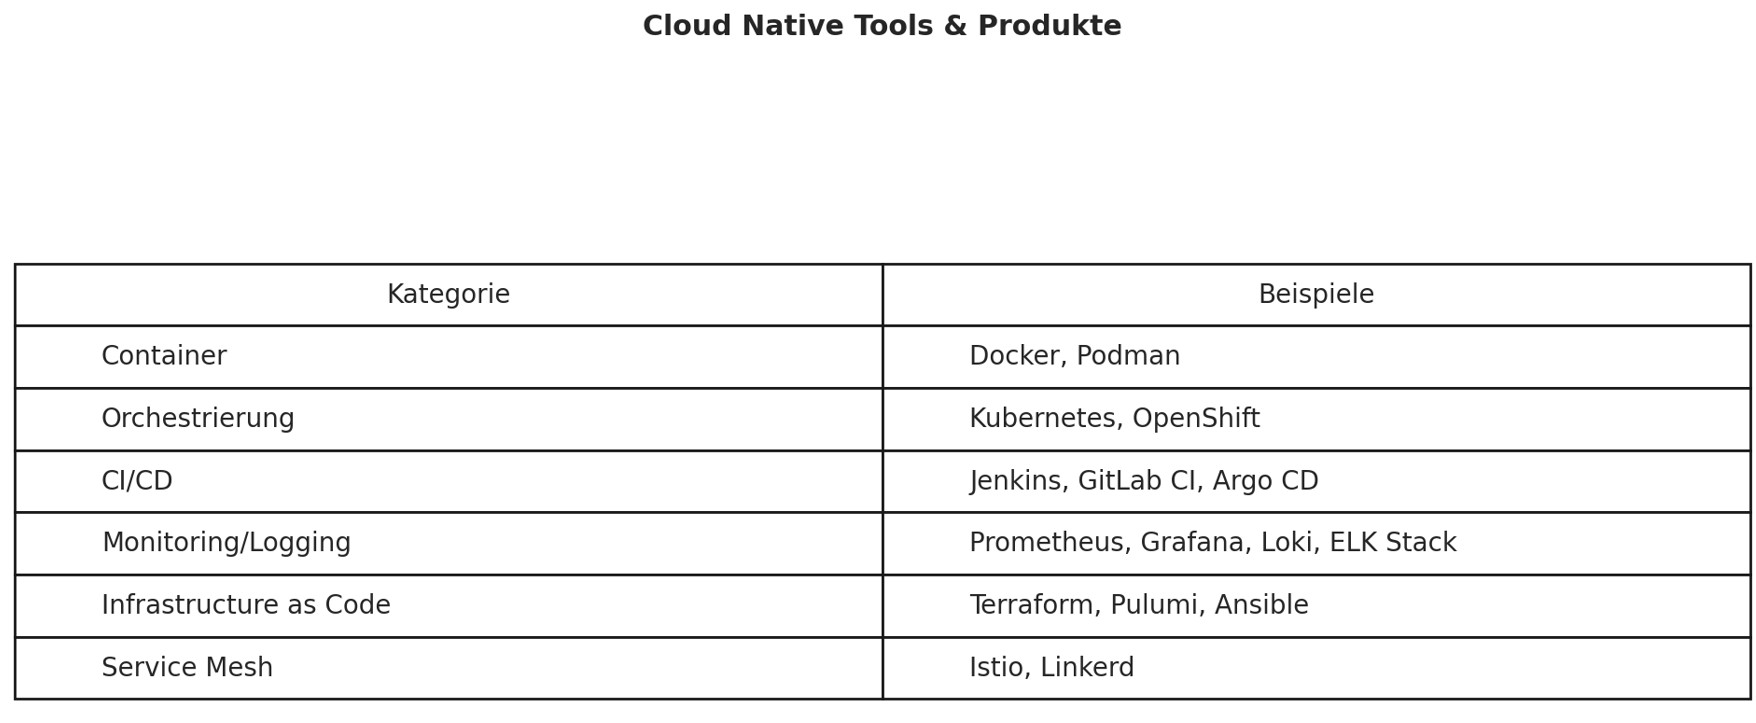 Cloud Native Tools & Produkte
Kategorie Beispiele
Container Docker, Podman
Orchestrierung Kubernetes, OpenShift
CI/CD Jenkins, GitLab CI, Argo CD
Monitoring/Logging Prometheus, Grafana, Loki, ELK Stack
Infrastructure as Code Terraform, Pulumi, Ansible
Service Mesh Istio, Linkerd